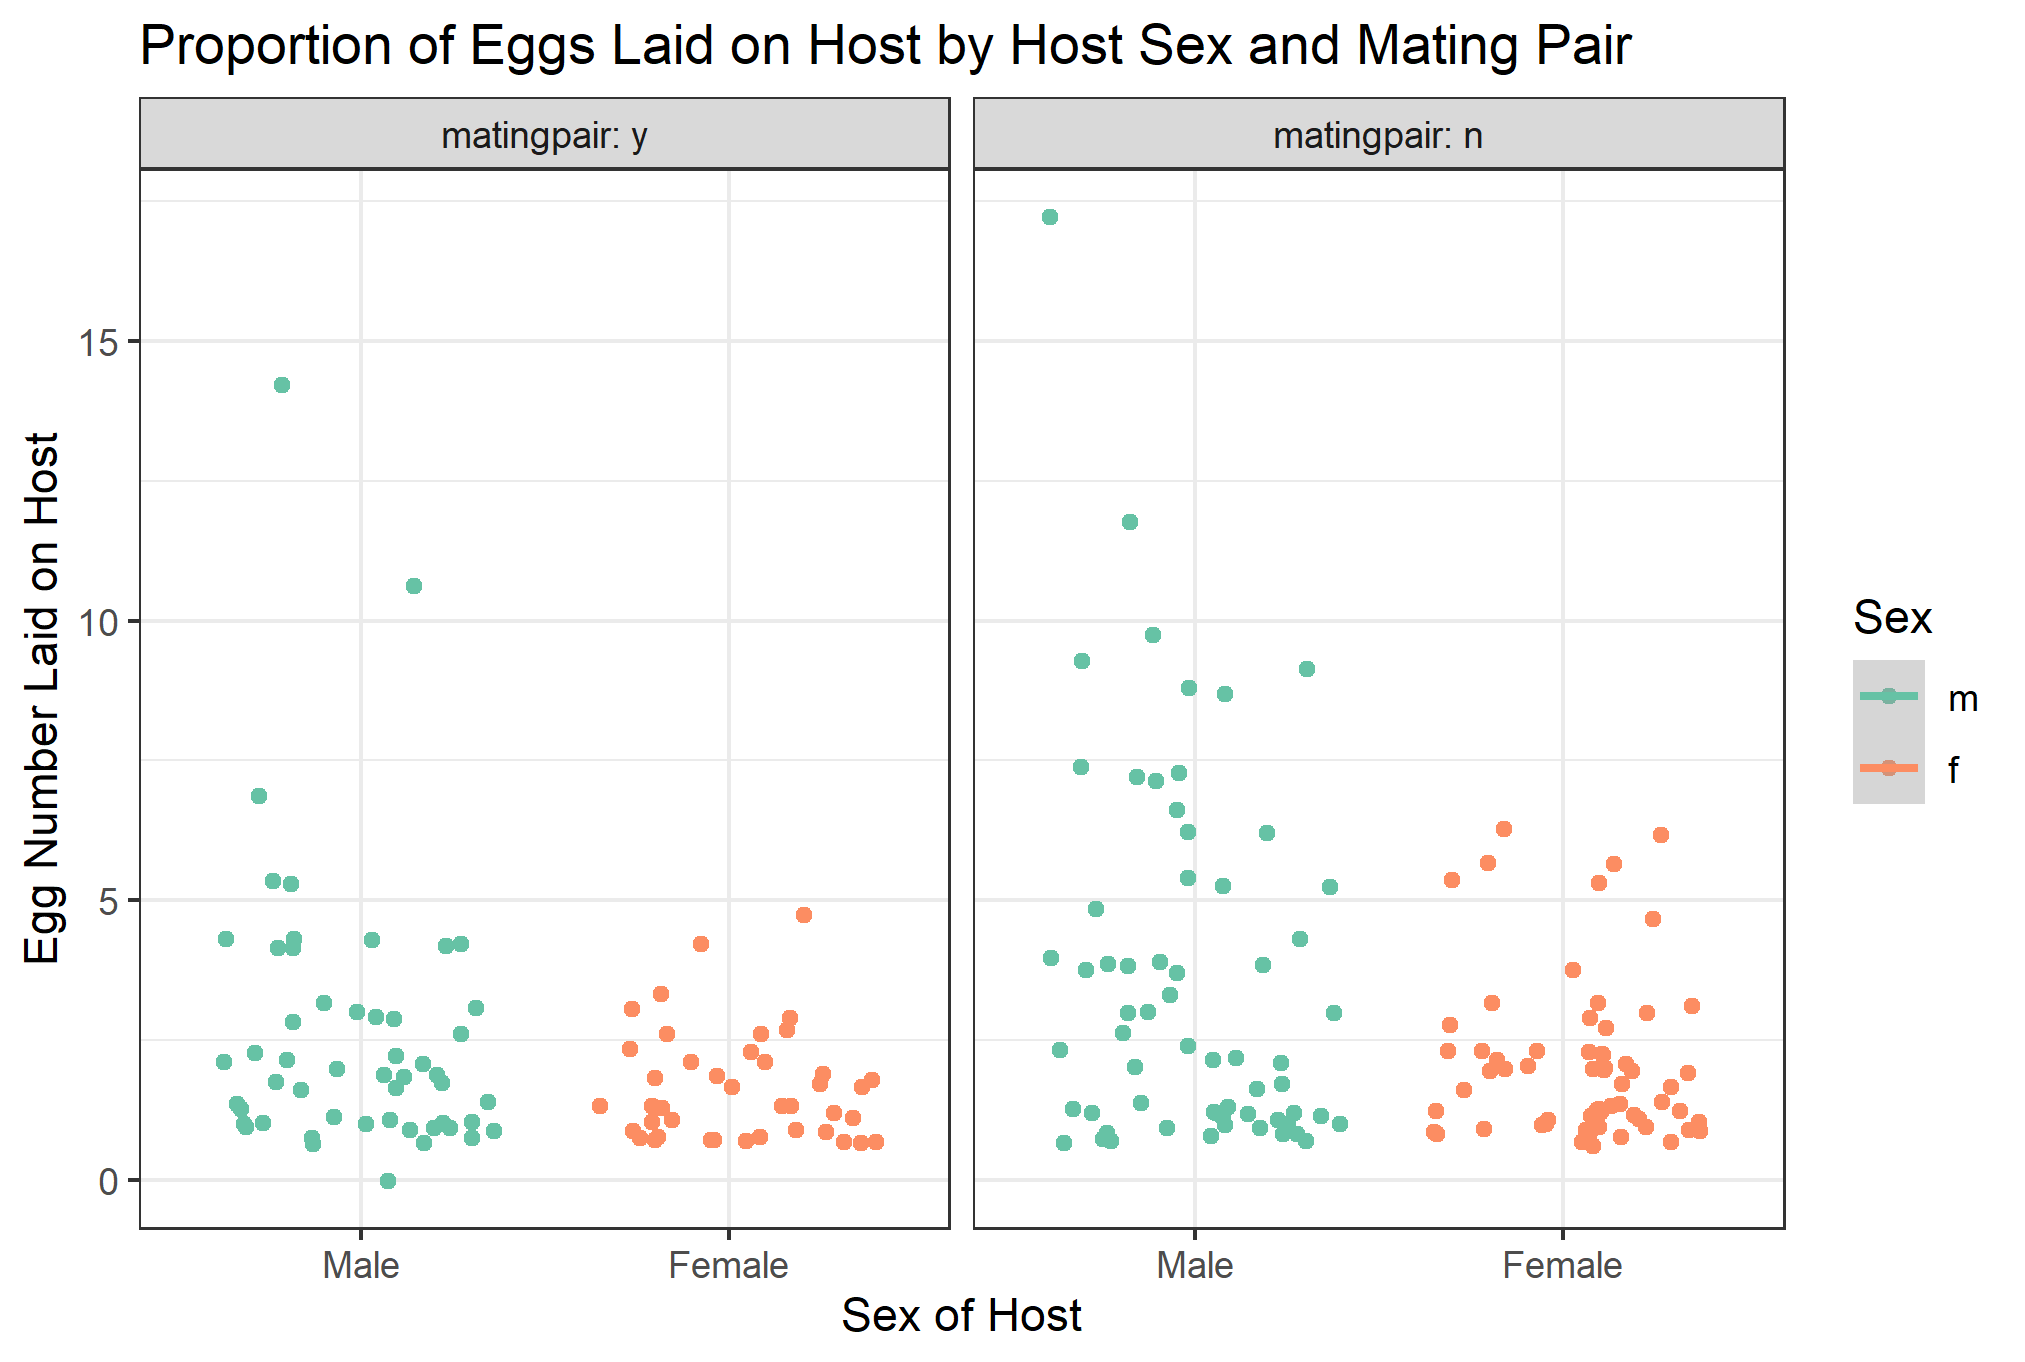 Proportion of Eggs Laid on Host by Host Sex and Mating Pair
matingpair: y
matingpair: n
Egg Number Laid on Host
15
10
5
0
Male
Female
Male
Female
Sex of Host
Sex
m
f